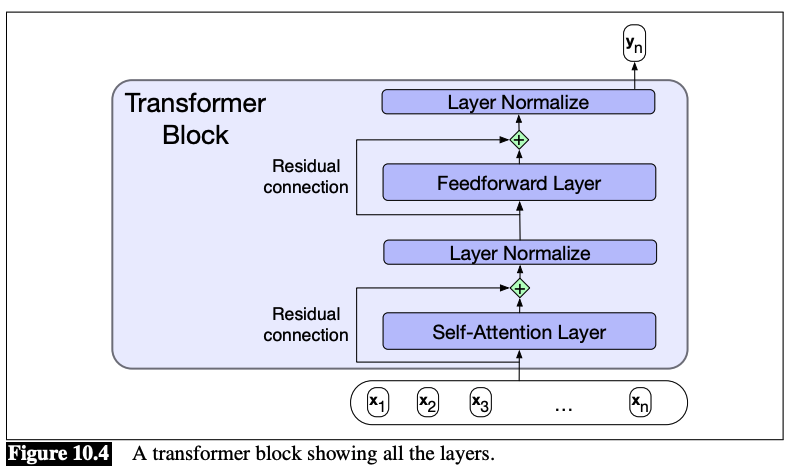 yn
Transformer
Block
Layer Normalize
+
Residual
connection
Feedforward Layer
Layer Normalize
+
Residual
connection
Self-Attention Layer
x1 x2 x3 ... xn
Figure 10.4 A transformer block showing all the layers.